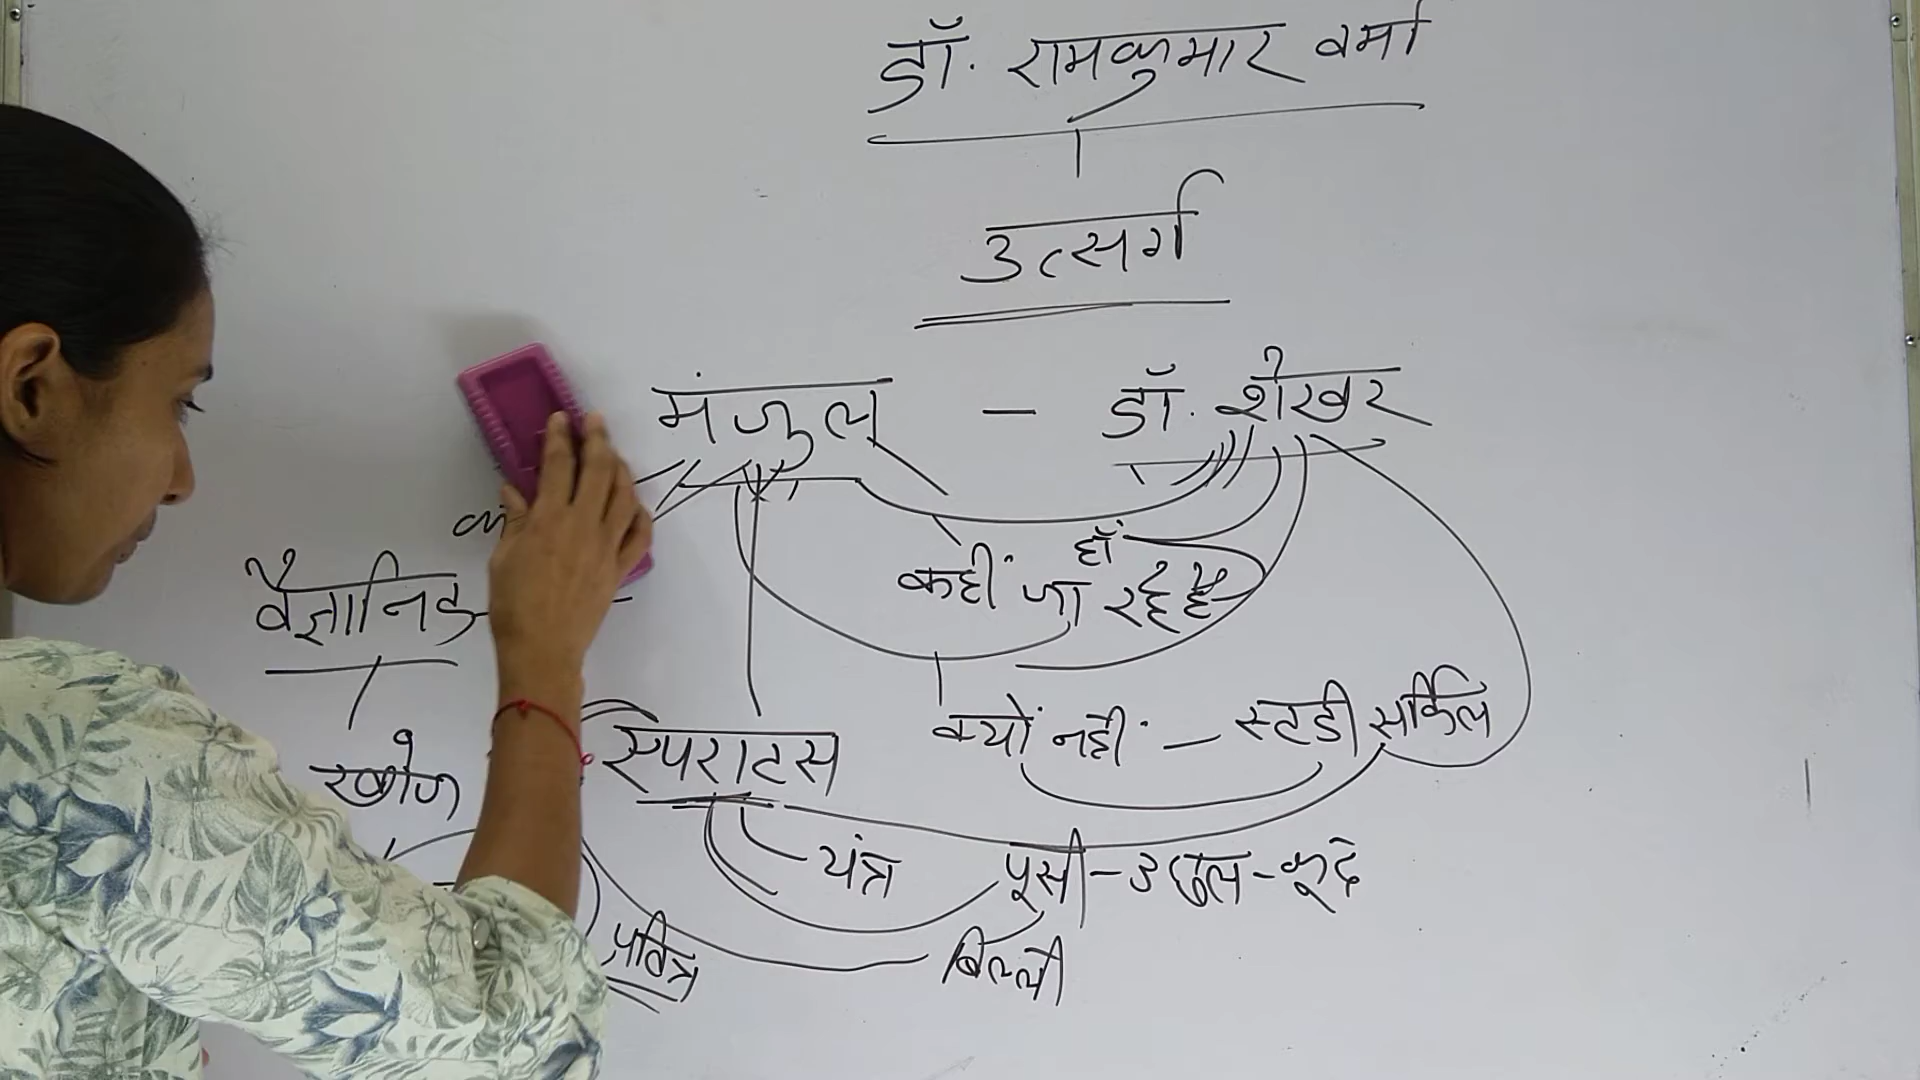 डॉ. रामकुमार वर्मा
उत्सर्ग
मंजुल - डॉ. शेखर
हाँ
कहीं जा रहे हैं
वैज्ञानिक
क्यों नहीं - स्टडी सर्किल
स्पराटस
खोज
यंत्र पूसी - उछल - कूद
पवित्र बिल्ली